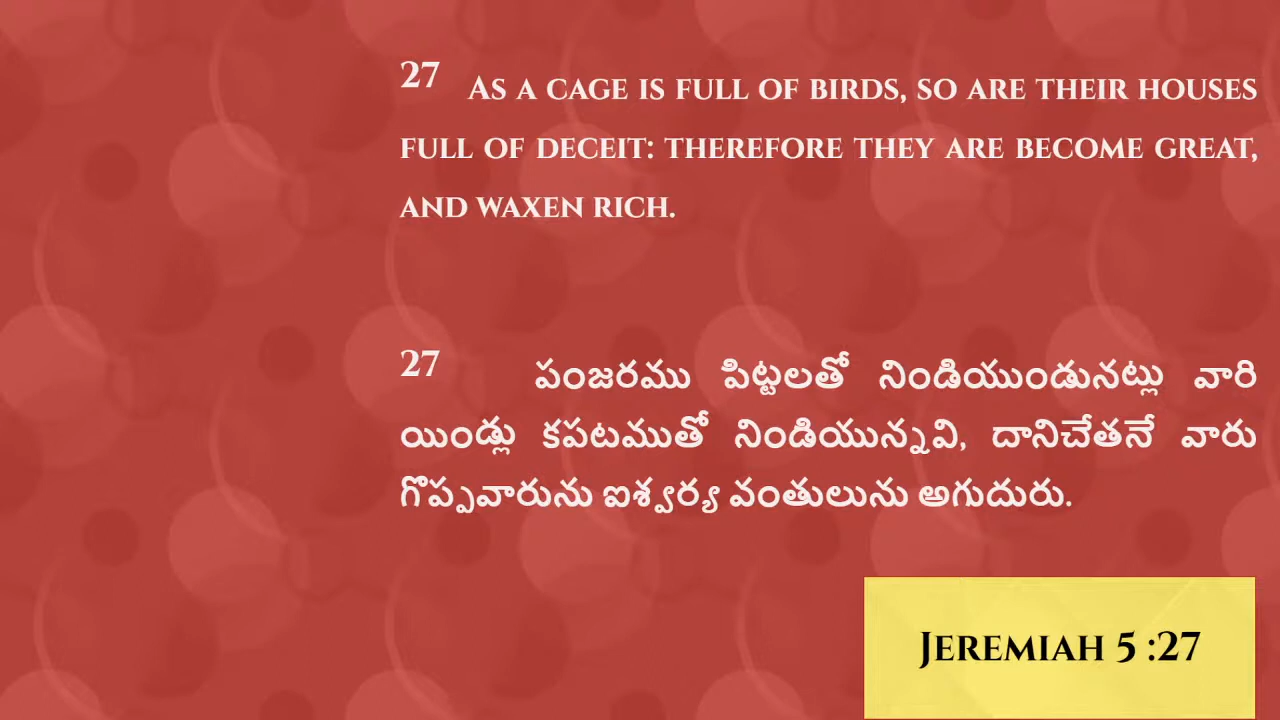 27 As a cage is full of birds, so are their houses
full of deceit: therefore they are become great,
and waxen rich.
27 పంజరము పిట్టలతో నిండియుండునట్లు వారి
యిండ్లు కపటముతో నిండియున్నవి, దానిచేతనే వారు
గొప్పవారును ఐశ్వర్య వంతులును అగుదురు.
Jeremiah 5 :27